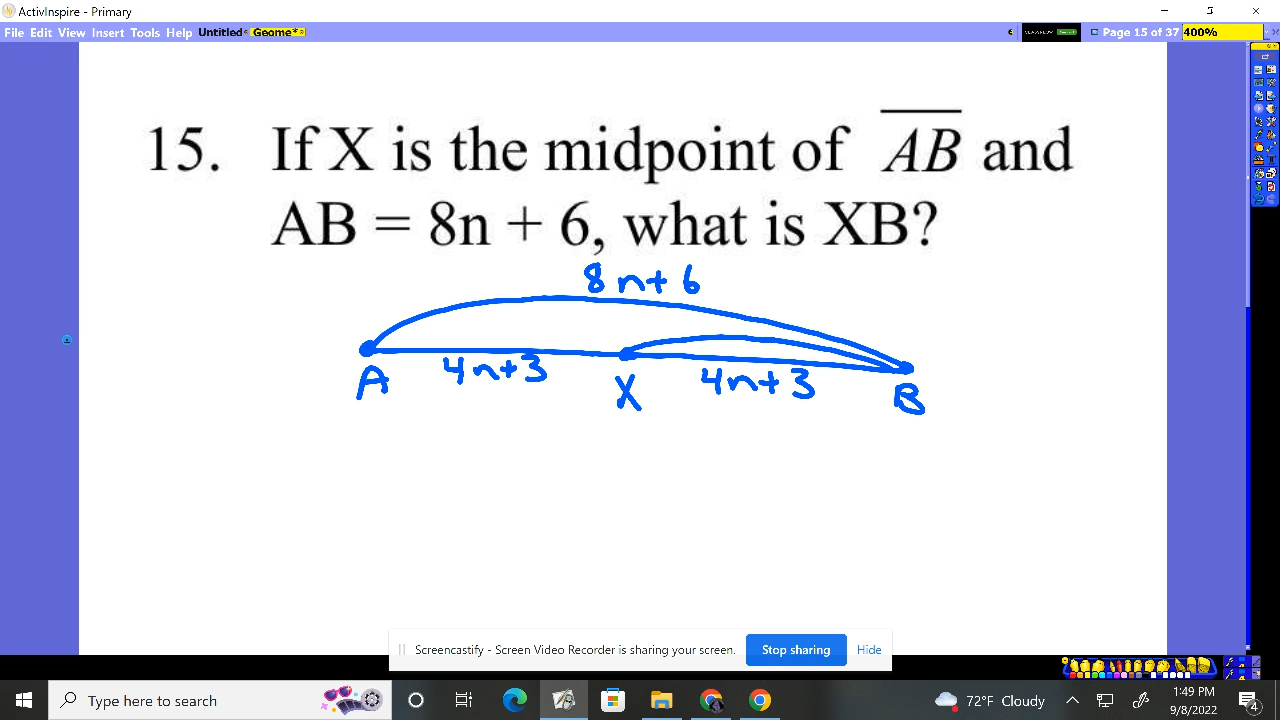 ActivInspire - Primary
File Edit View Insert Tools Help Untitled* Geome*
Page 15 of 37 400%
15. If X is the midpoint of AB and
AB = 8n + 6, what is XB?
8n+6
4n+3 4n+3
A X B
Screencastify - Screen Video Recorder is sharing your screen. Stop sharing Hide
Type here to search
72°F Cloudy
1:49 PM
9/8/2022
4